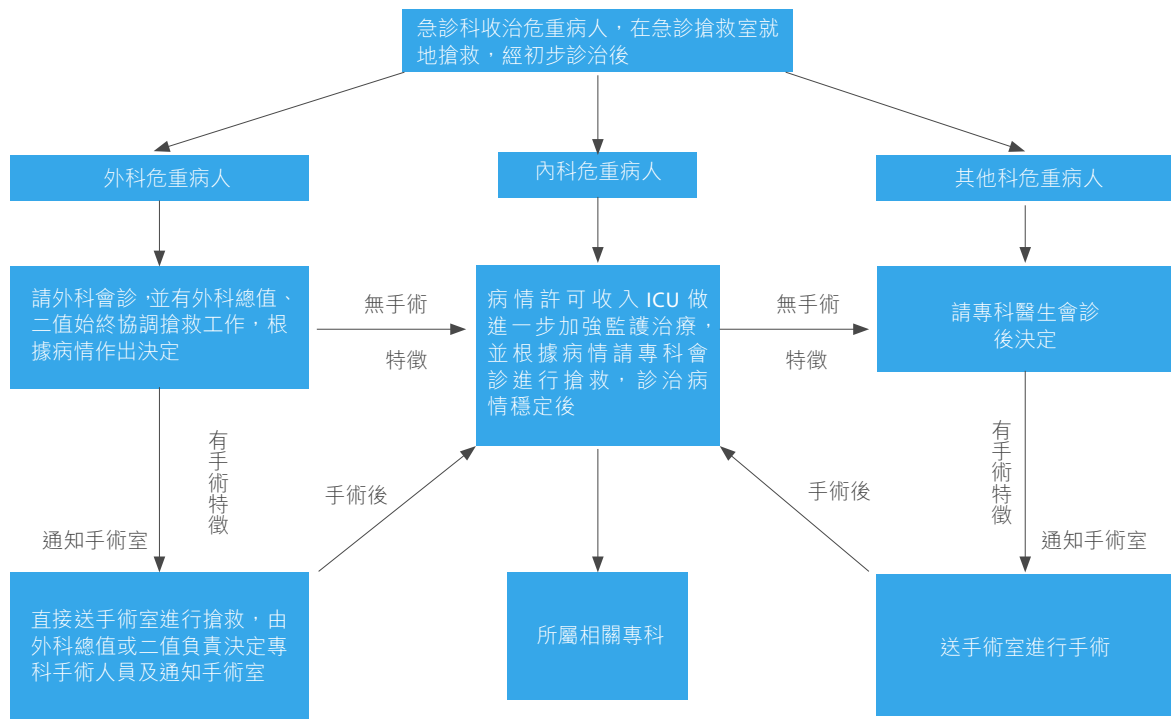 急診科收治危重病人，在急診搶救室就
地搶救，經初步診治後
外科危重病人
內科危重病人
其他科危重病人
請外科會診，並有外科總值、
二值始終協調搶救工作，根
據病情作出決定
無手術
特徵
病情許可收入 ICU 做
進一步加強監護治療，
並根據病情請專科會
診進行搶救，診治病
情穩定後
無手術
特徵
請專科醫生會診
後決定
有手術特徵
通知手術室
手術後
手術後
有手術特徵
通知手術室
直接送手術室進行搶救，由
外科總值或二值負責決定專
科手術人員及通知手術室
所屬相關專科
送手術室進行手術